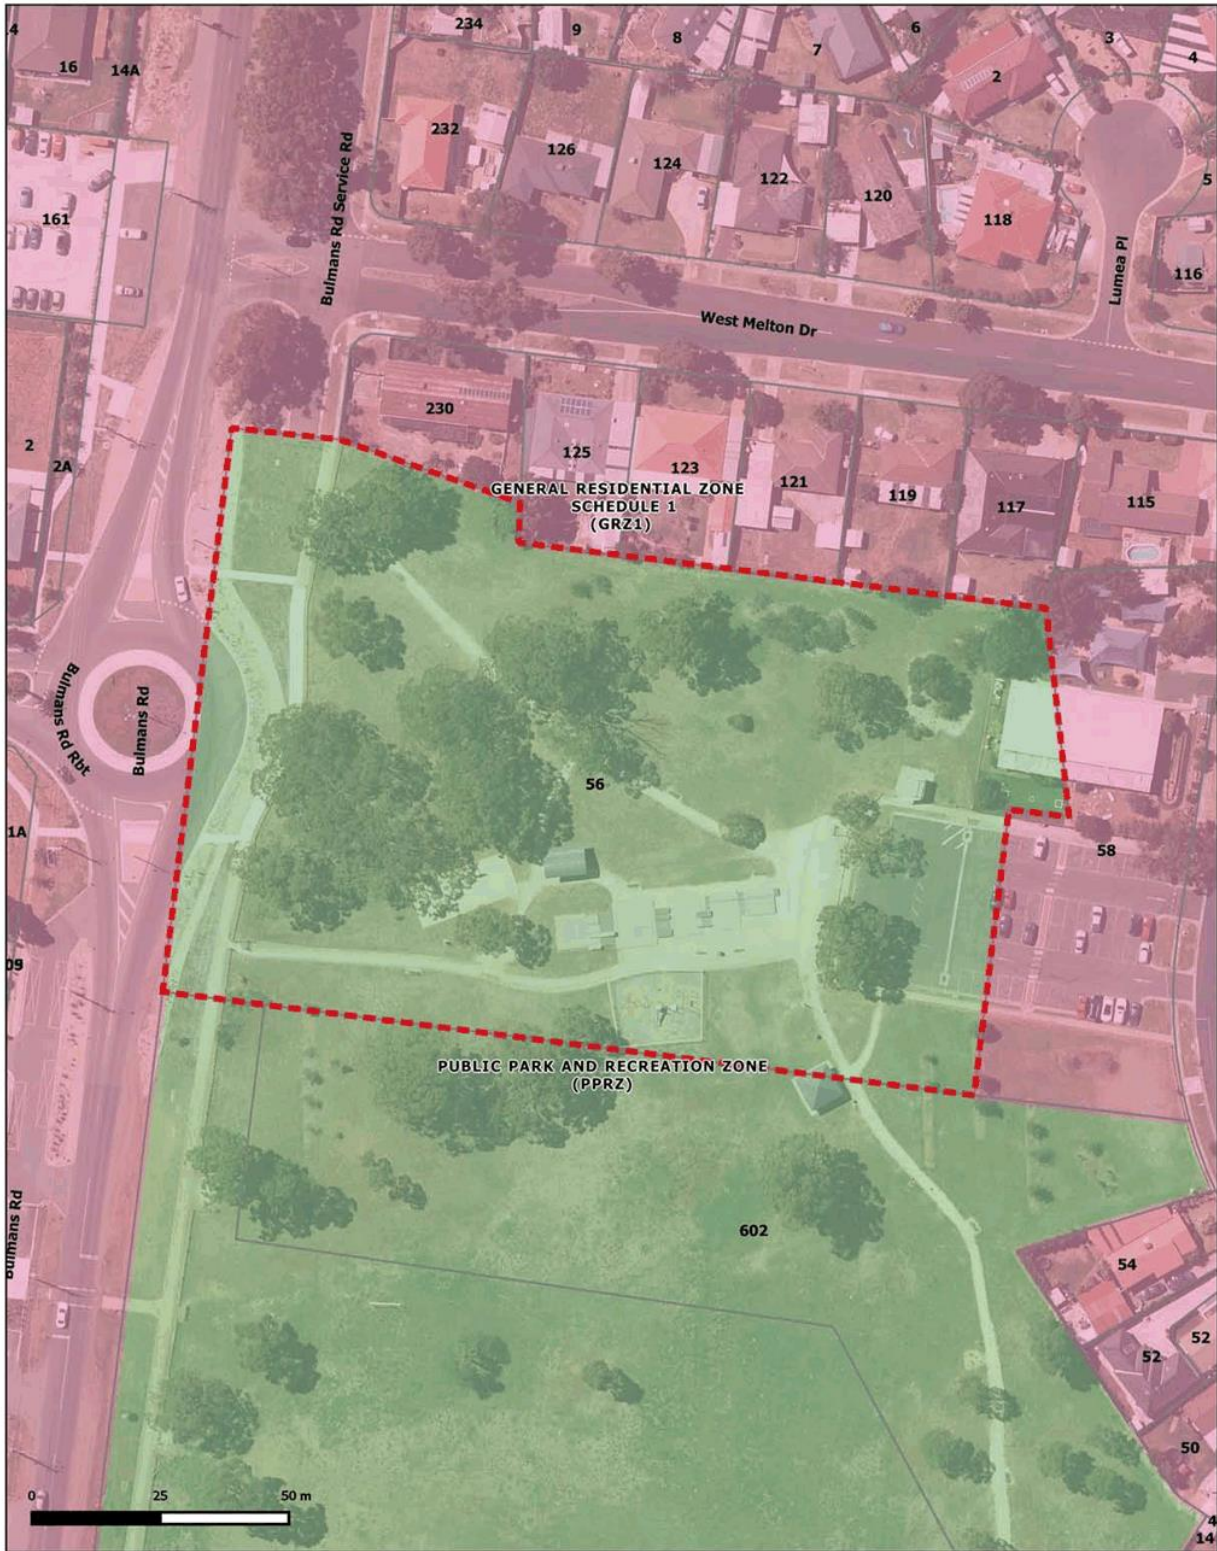 234
9
8
7
6
3
4
2
16
14A
232
126
124
122
120
118
5
161
116
Bulmans Rd Service Rd
West Melton Dr
Lumea Pl
230
2
2A
125
123
121
119
117
115
GENERAL RESIDENTIAL ZONE
SCHEDULE 1
(GRZ1)
Bulmans Rd
Bulmans Rd Rbt
56
1A
58
09
PUBLIC PARK AND RECREATION ZONE
(PPRZ)
Bulmans Rd
602
54
52
52
50
0 25 50 m
4
14